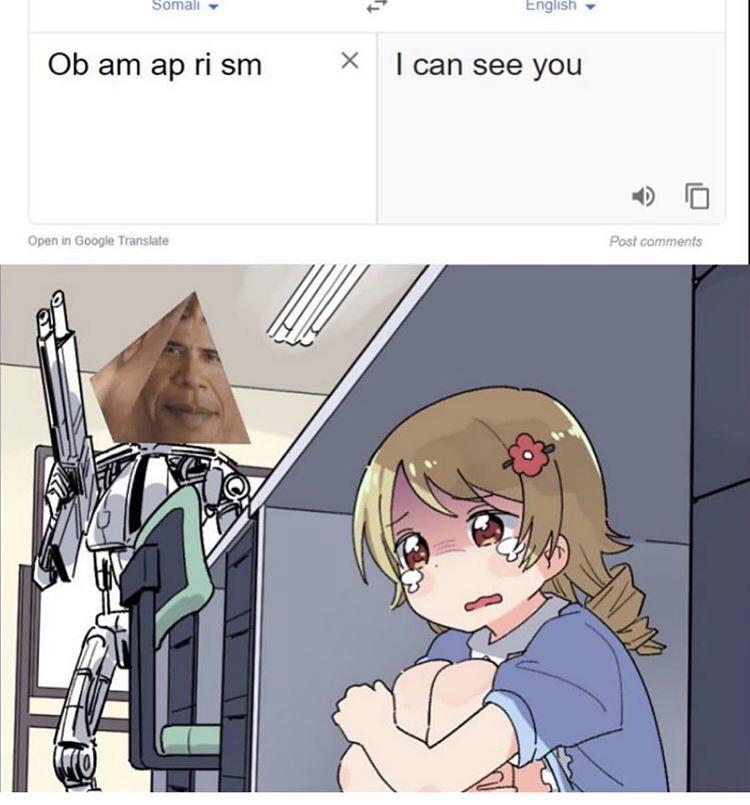 Somali
English
Ob am ap ri sm
I can see you
Open in Google Translate
Post comments